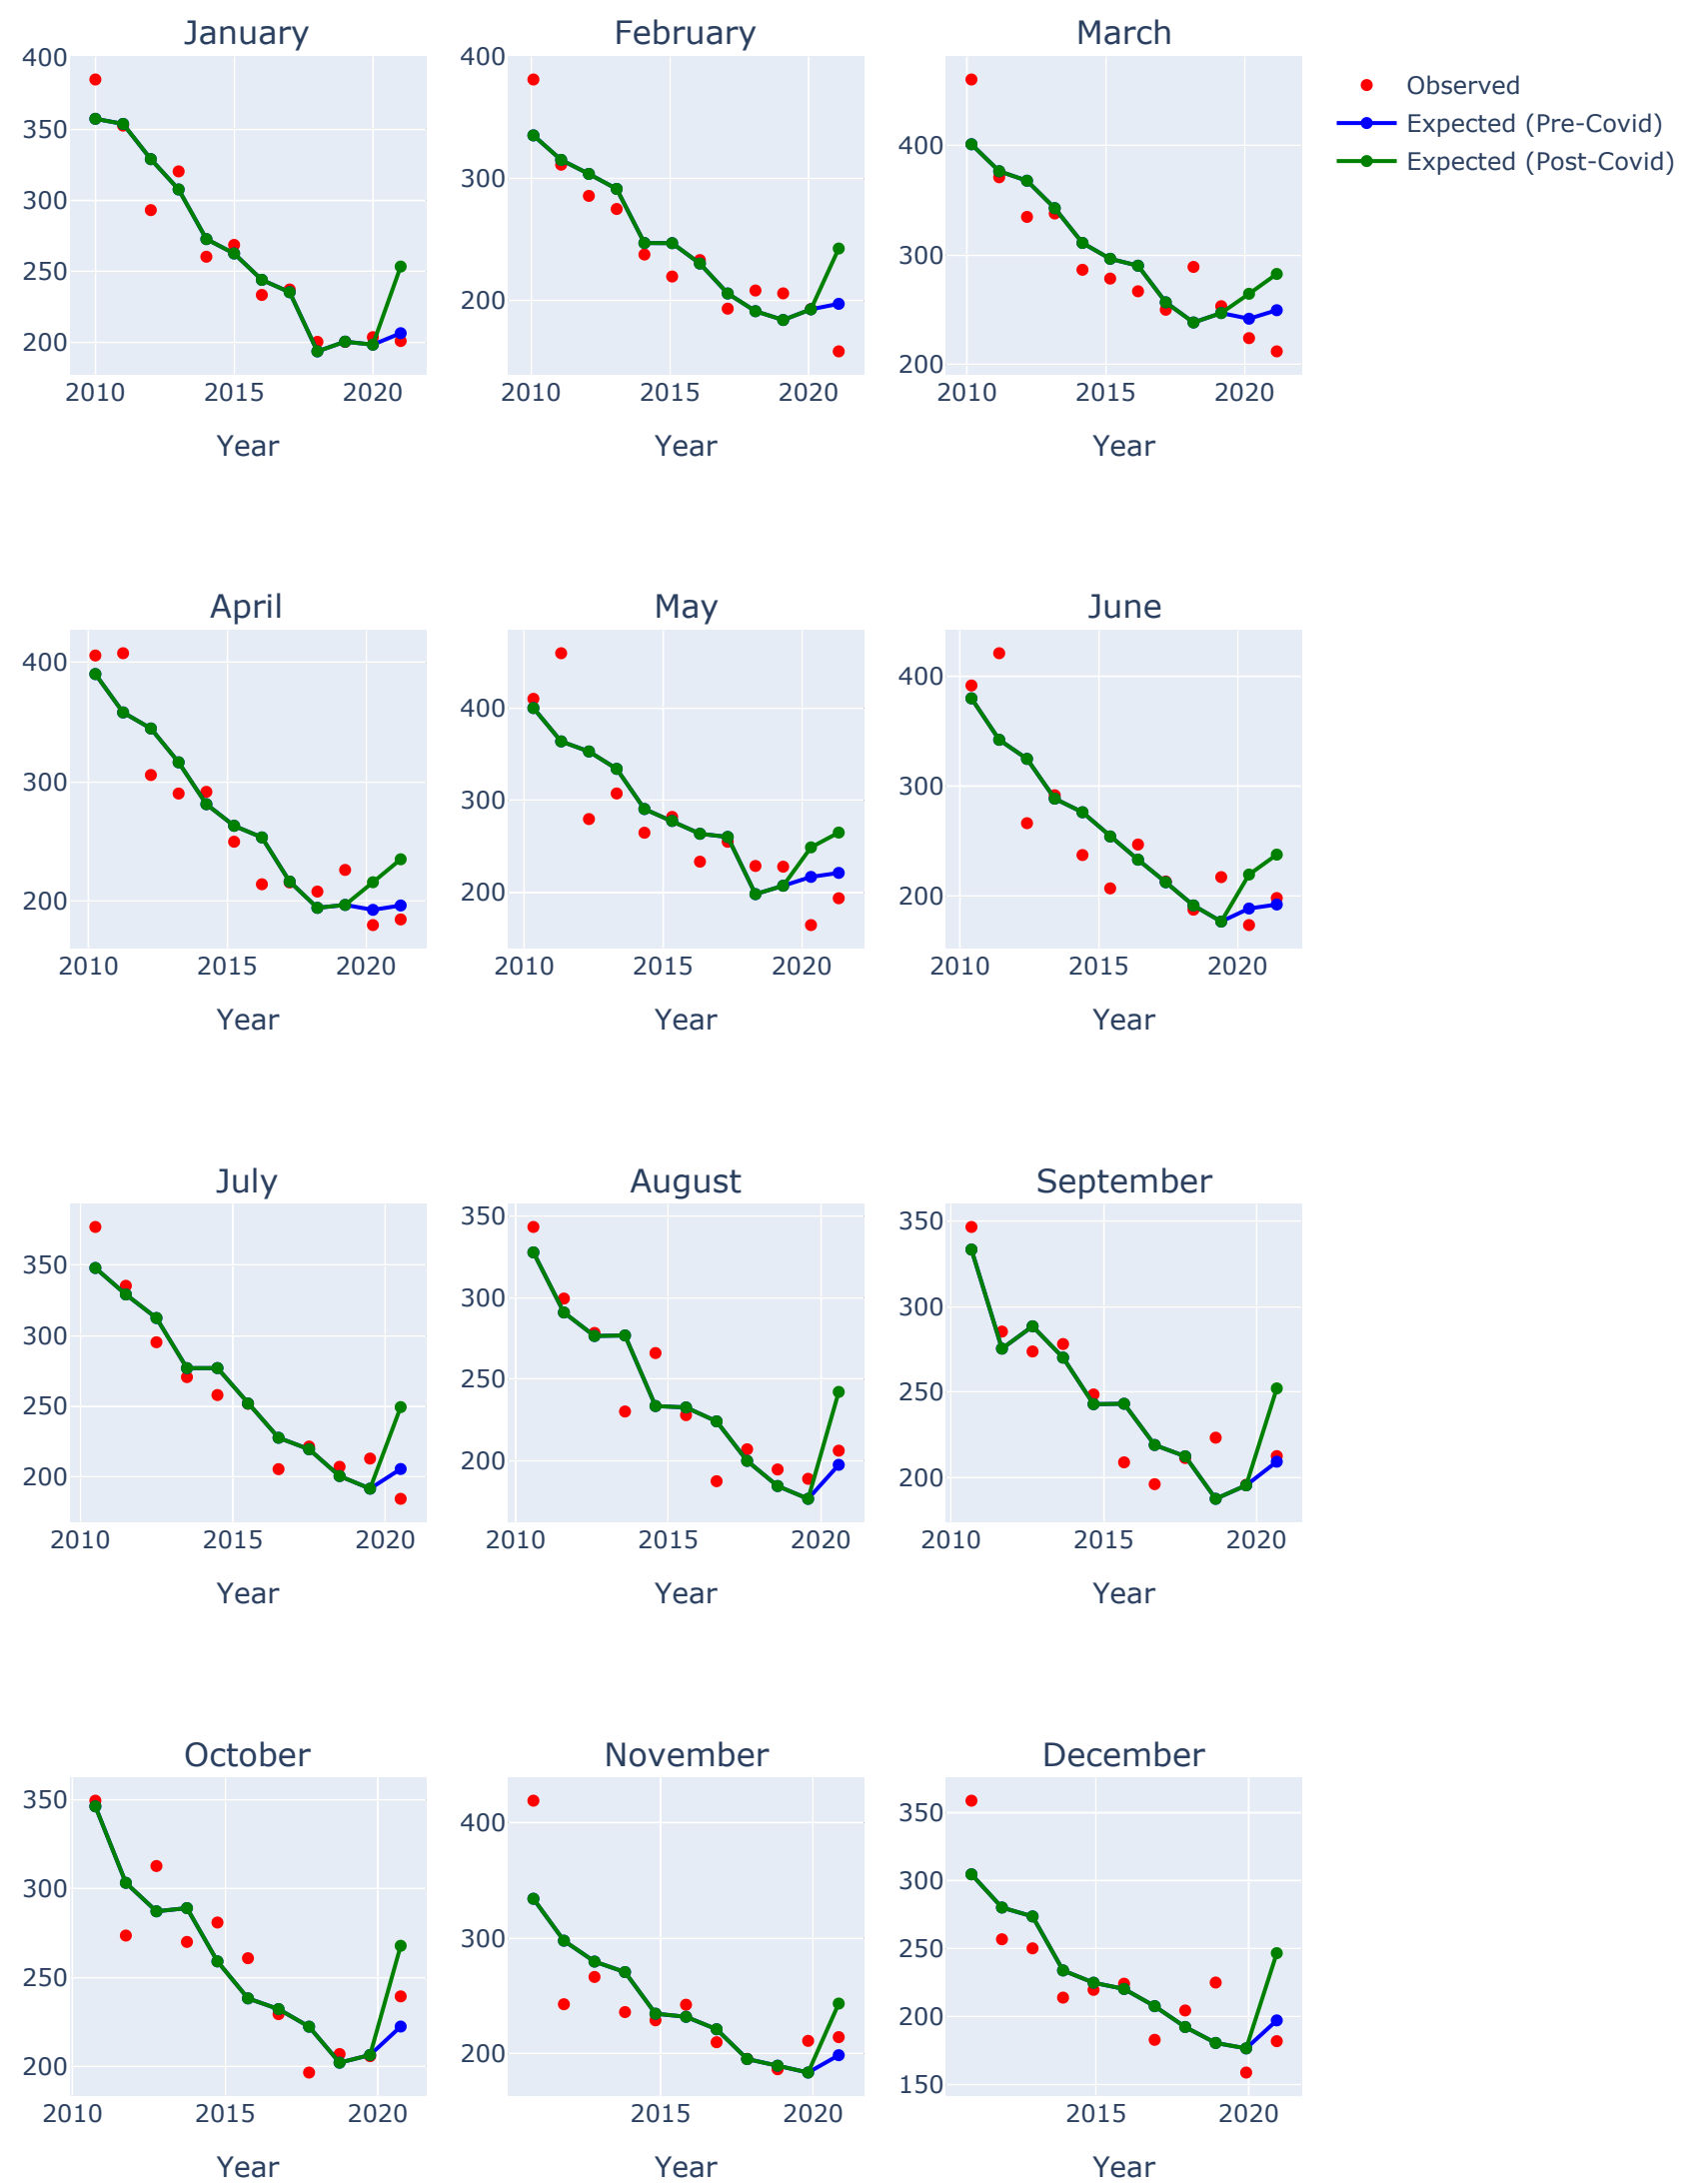 January
February
March
Observed
Expected (Pre-Covid)
Expected (Post-Covid)
400
350
300
250
200
2010
2015
2020
Year
400
300
200
2010
2015
2020
Year
400
300
200
2010
2015
2020
Year
April
May
June
400
300
200
2010
2015
2020
Year
400
300
200
2010
2015
2020
Year
400
300
200
2010
2015
2020
Year
July
August
September
350
300
250
200
2010
2015
2020
Year
350
300
250
200
2010
2015
2020
Year
350
300
250
200
2010
2015
2020
Year
October
November
December
350
300
250
200
2010
2015
2020
Year
400
300
200
2015
2020
Year
350
300
250
200
150
2015
2020
Year